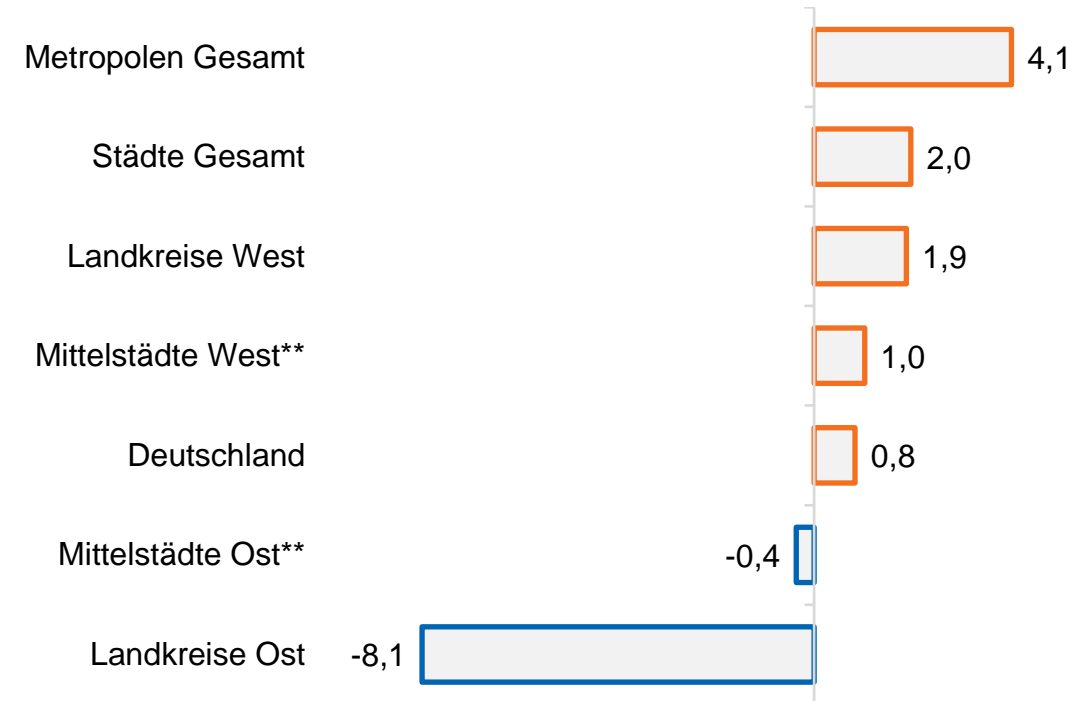 Metropolen Gesamt 4,1
Städte Gesamt 2,0
Landkreise West 1,9
Mittelstädte West** 1,0
Deutschland 0,8
Mittelstädte Ost** -0,4
Landkreise Ost -8,1